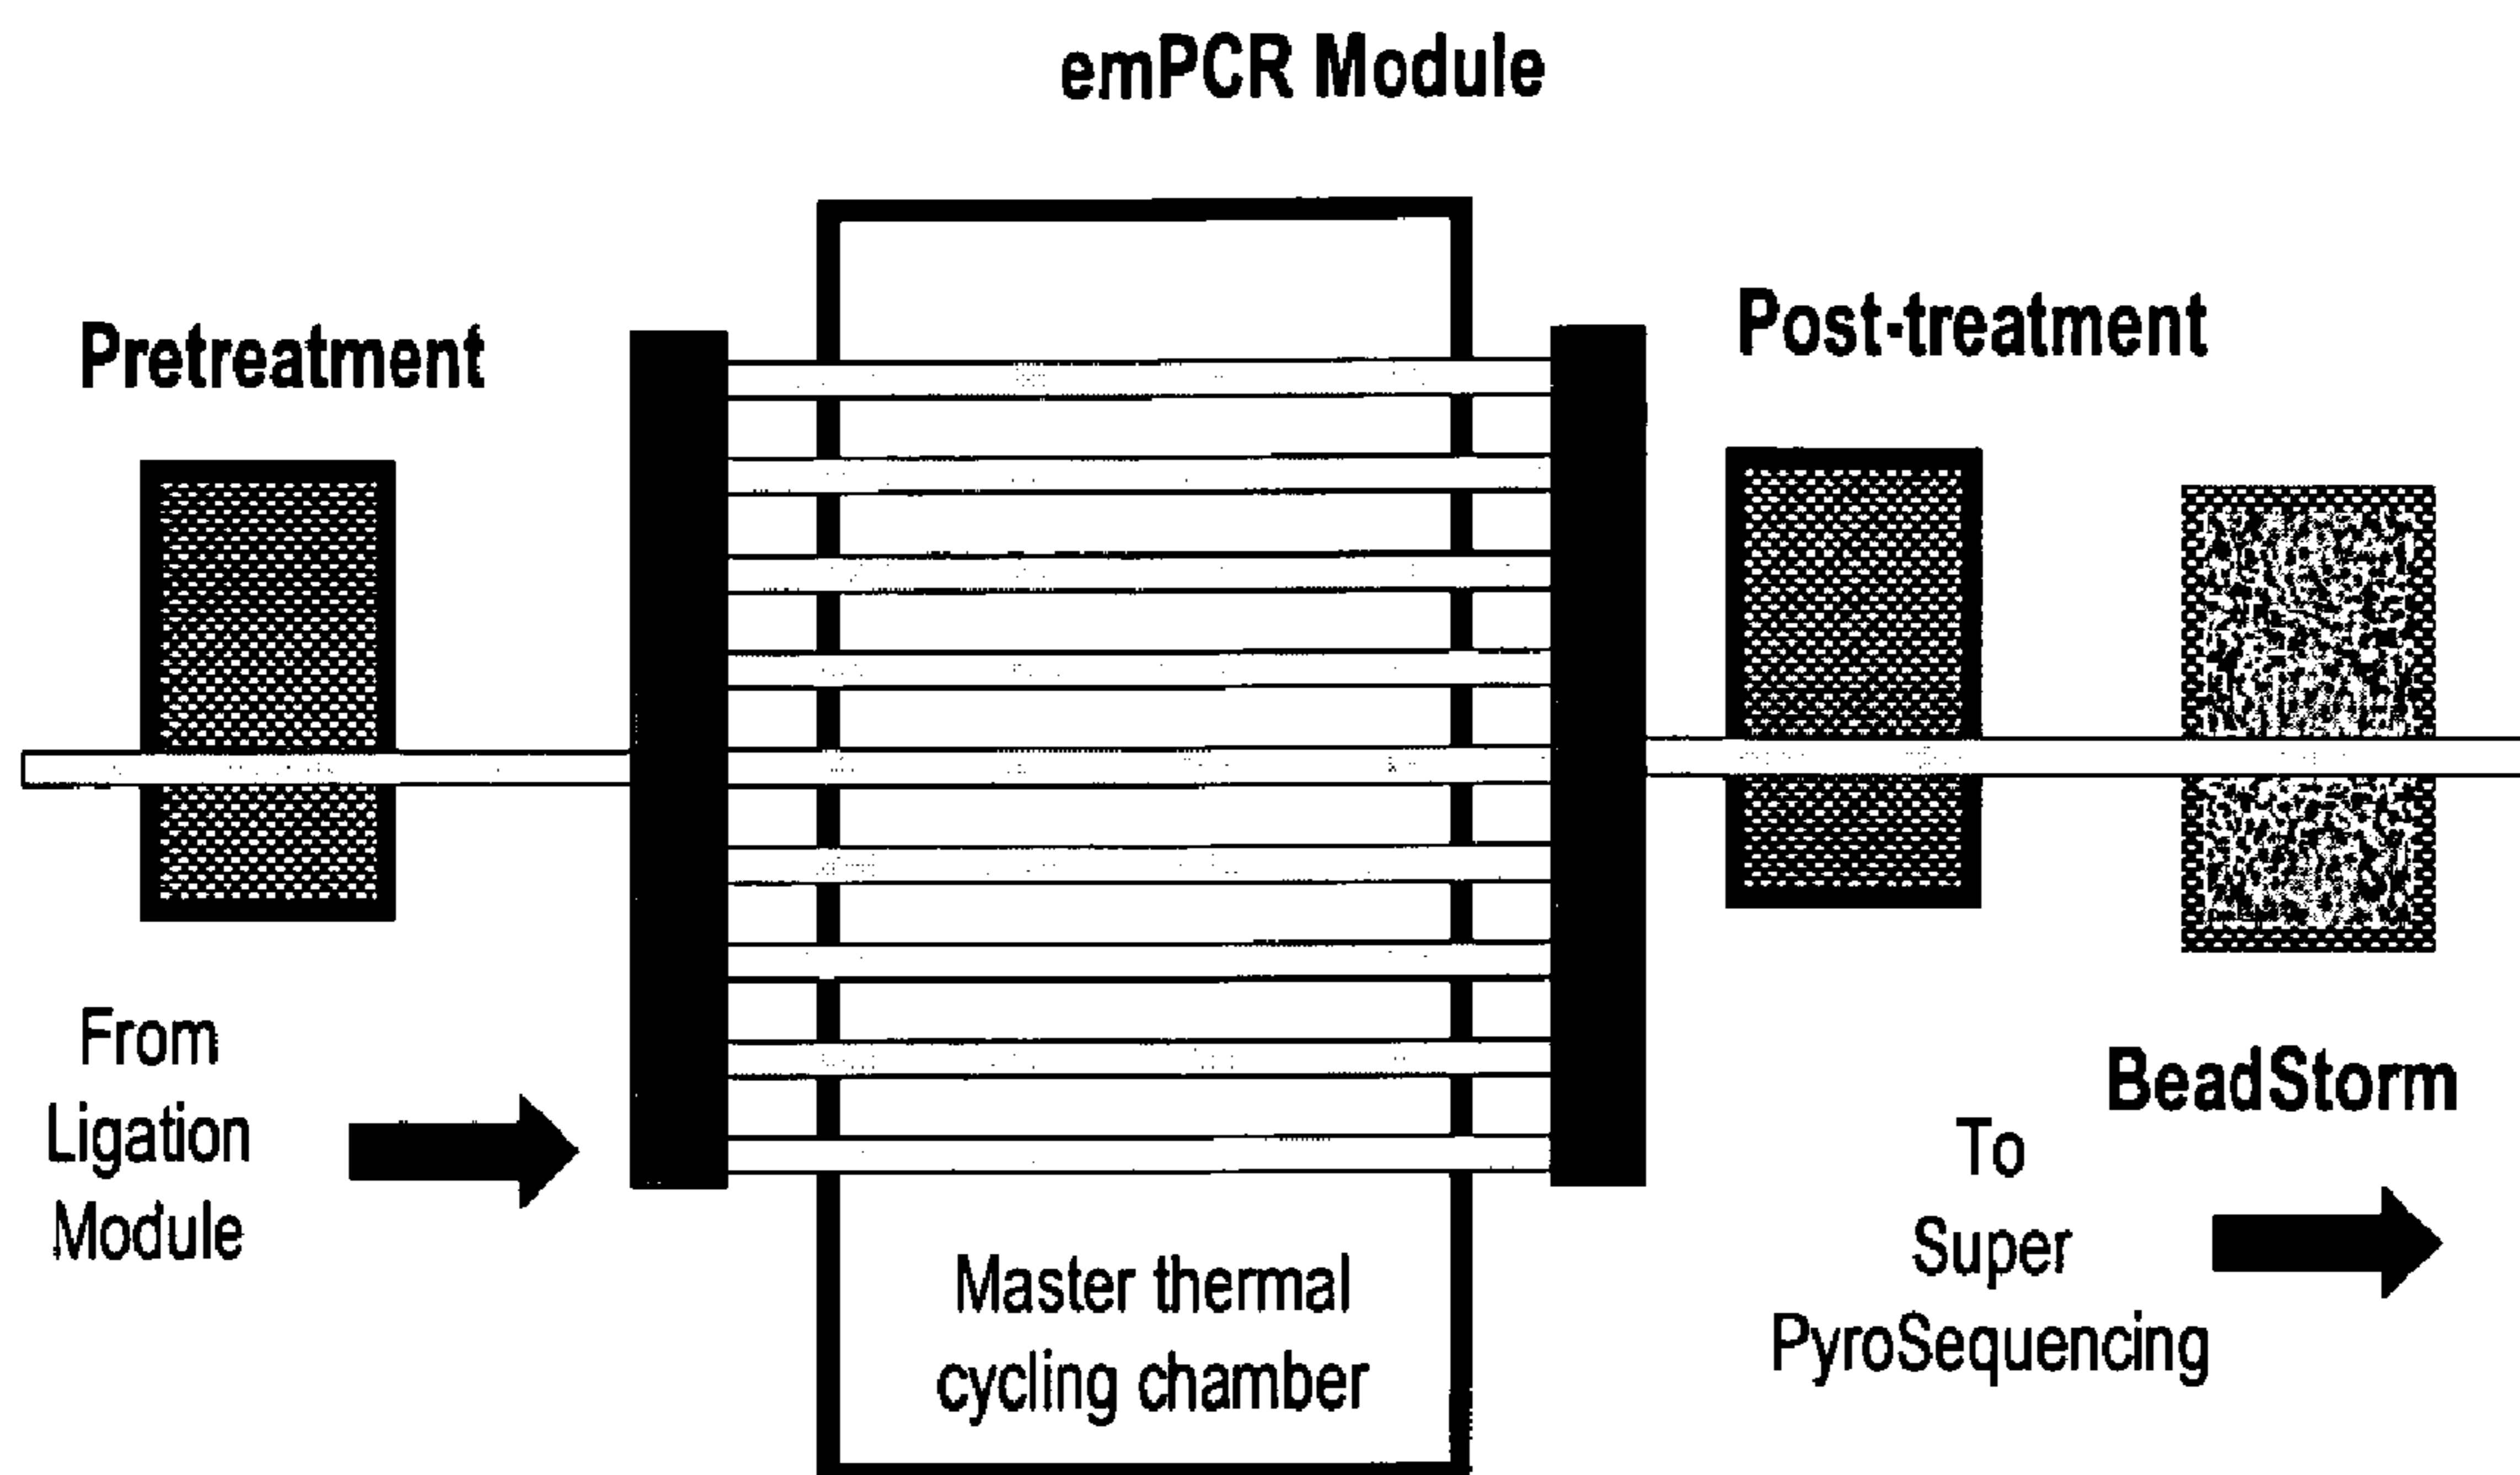 emPCR Module
Pretreatment
Post-treatment
From
Ligation
Module
Master thermal
cycling chamber
BeadStorm
To
Super
PyroSequencing